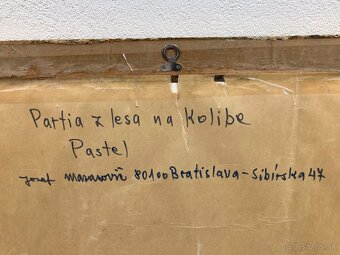 Partia z lesa na Kolibe
Pastel
Jozef 80100 Bratislava - Sibírska 47